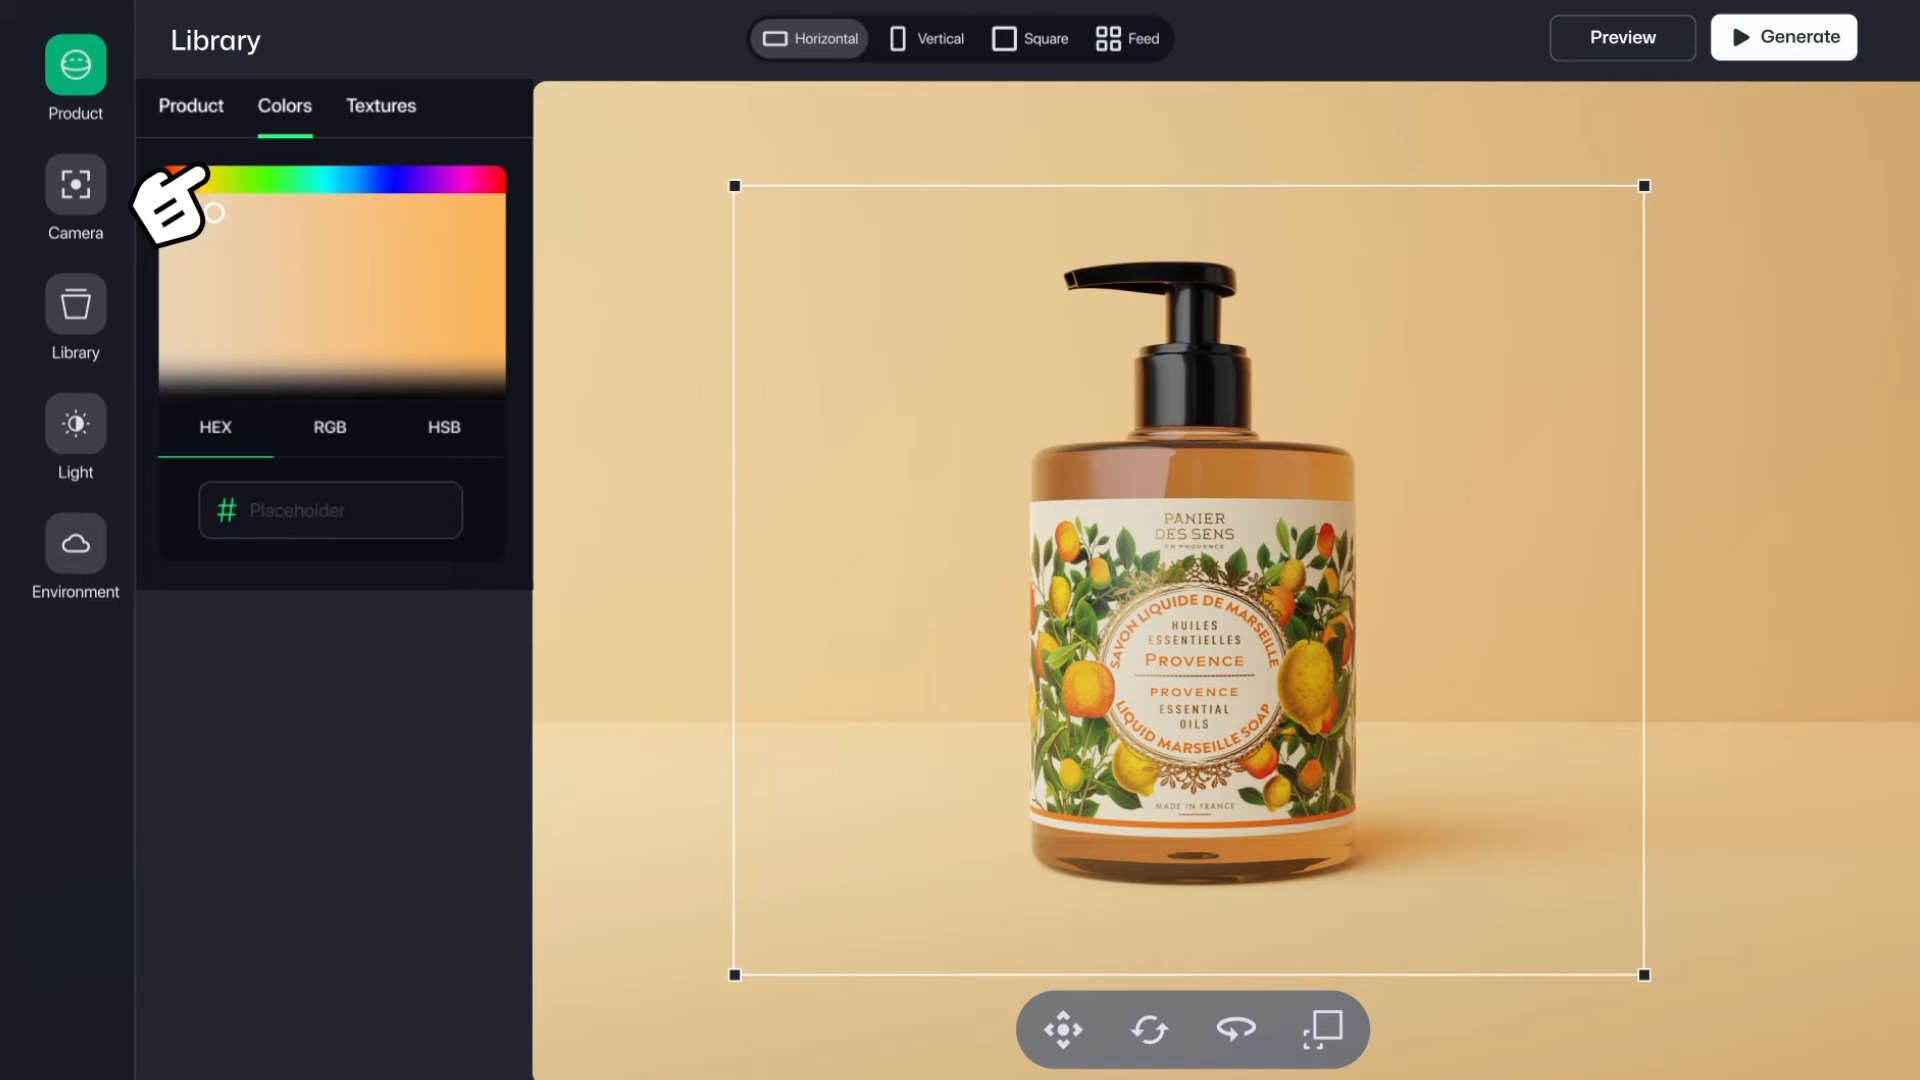 Library
Horizontal
Vertical
Square
Feed
Preview
Generate
Product
Camera
Library
Light
Environment
Product
Colors
Textures
HEX
RGB
HSB
# Placeholder
PANIER
DES SENS
EN PROVENCE
SAVON LIQUIDE DE MARSEILLE
HUILES
ESSENTIELLES
PROVENCE
PROVENCE
ESSENTIAL
OILS
LIQUID MARSEILLE SOAP
MADE IN FRANCE